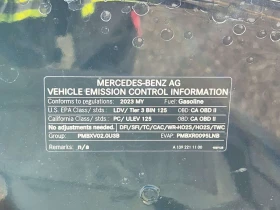 MERCEDES-BENZ AG
VEHICLE EMISSION CONTROL INFORMATION
Conforms to regulations: 2023 MY Fuel: Gasoline
U.S. EPA Class/ stds.: LDV/ Tier 3 BIN 125 OBD: CA OBD II
CA Class/ stds.: PC/ ULEV 125 OBD: CA OBD II
No adjustments needed. DFI/SFI/TC/CAC/WR-HO2S/HO2S/TWC
Group: PMBXV02.0U3B EVAP: PMBXR0095LNB
Remarks: n/a